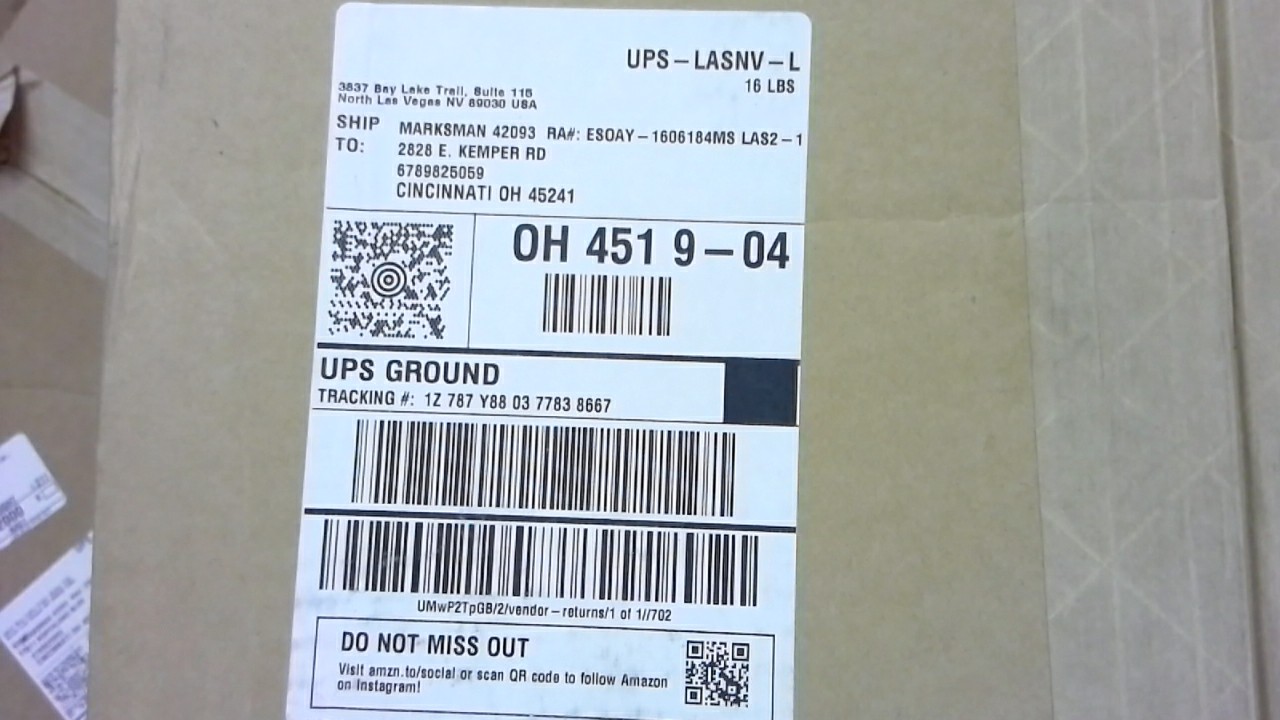 UPS-LASNV-L
16 LBS
3837 Bay Lake Trail, Suite 115
North Las Vegas NV 89030 USA
SHIP TO:
MARKSMAN 42093 RA#: ESOAY-1606184MS LAS2-1
2828 E. KEMPER RD
6789825059
CINCINNATI OH 45241
OH 451 9-04
UPS GROUND
TRACKING #: 1Z 787 Y88 03 7783 8667
UMwP2TpGB/2/vendor-returns/1 of 1//702
DO NOT MISS OUT
Visit amzn.to/social or scan QR code to follow Amazon
on Instagram!